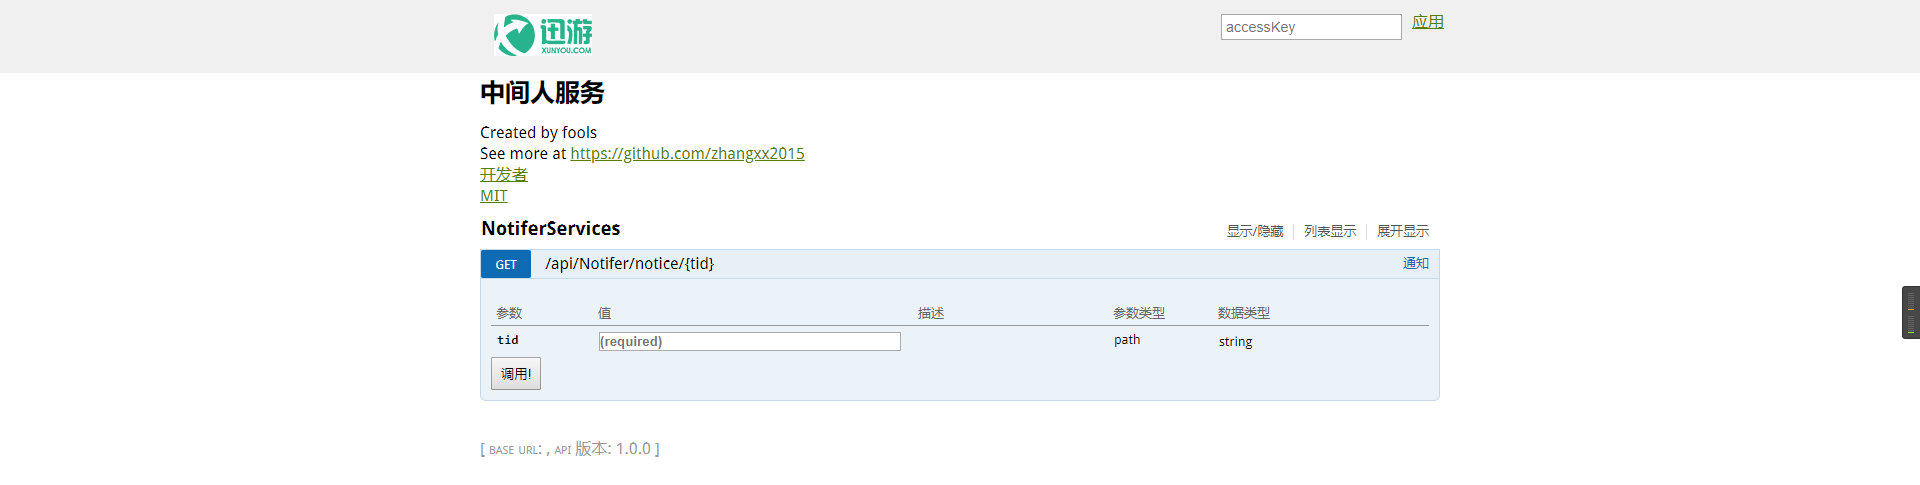 迅游
XUNYOU.COM
accessKey 应用
中间人服务
Created by fools
See more at https://github.com/zhangxx2015
开发者
MIT
NotiferServices 显示/隐藏 列表显示 展开显示
GET /api/Notifer/notice/{tid} 通知
参数 值 描述 参数类型 数据类型
tid (required) path string
调用!
[ BASE URL: , API 版本: 1.0.0 ]